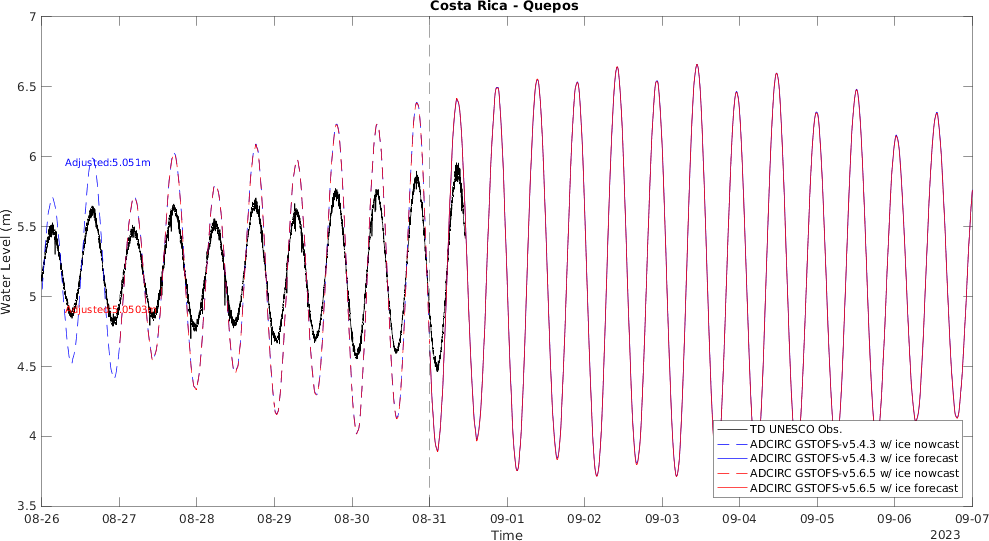 Costa Rica - Quepos
7
6.5
6
5.5
5
4.5
4
3.5
Water Level (m)
Adjusted:5.051m
Adjusted:5.0503m
TD UNESCO Obs.
ADCIRC GSTOFS-v5.4.3 w/ ice nowcast
ADCIRC GSTOFS-v5.4.3 w/ ice forecast
ADCIRC GSTOFS-v5.6.5 w/ ice nowcast
ADCIRC GSTOFS-v5.6.5 w/ ice forecast
08-26 08-27 08-28 08-29 08-30 08-31 09-01 09-02 09-03 09-04 09-05 09-06 09-07
Time
2023